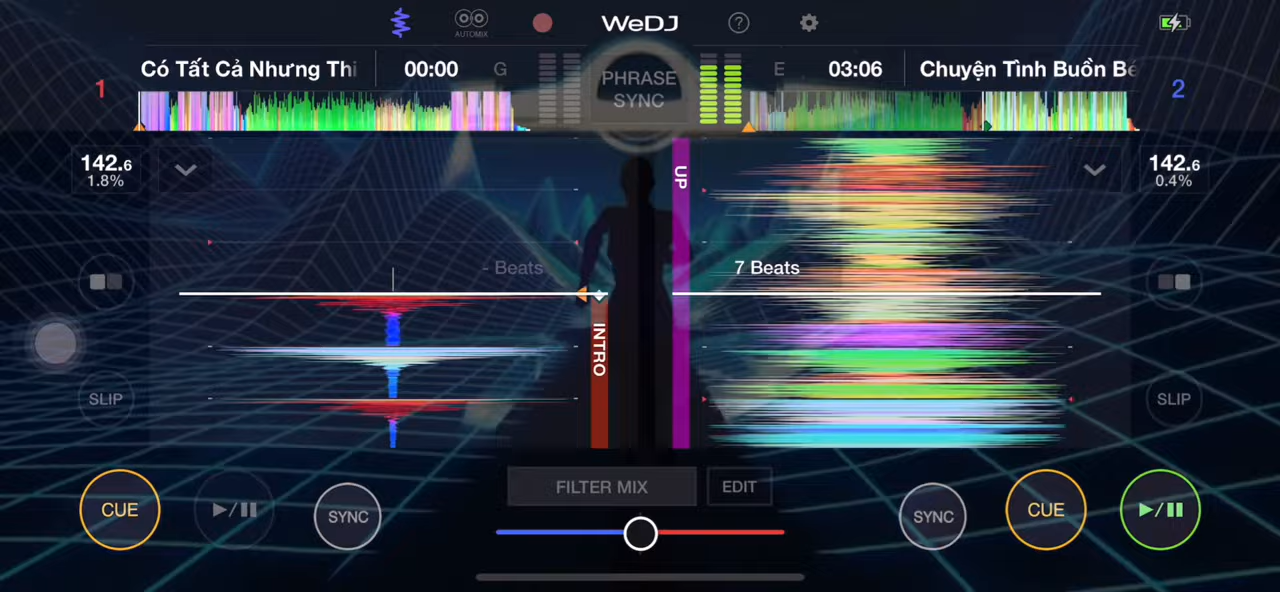 AUTOMIX
WeDJ
?
1
Có Tất Cả Nhưng Thi
00:00
G
PHRASE
SYNC
E
03:06
Chuyện Tình Buồn Bé
2
142.6
1.8%
UP
142.6
0.4%
- Beats
7 Beats
INTRO
SLIP
SLIP
FILTER MIX
EDIT
CUE
SYNC
SYNC
CUE